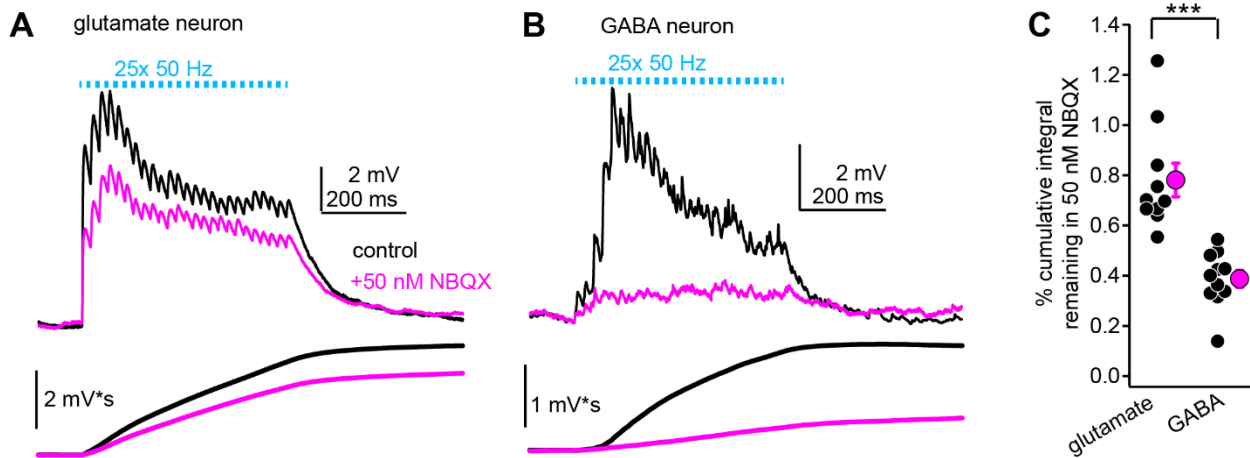 A
glutamate neuron
25x 50 Hz
2 mV
200 ms
control
+50 nM NBQX
2 mV*s
B
GABA neuron
25x 50 Hz
2 mV
200 ms
1 mV*s
C
***
% cumulative integral
remaining in 50 nM NBQX
1.4
1.2
1.0
0.8
0.6
0.4
0.2
0.0
glutamate
GABA